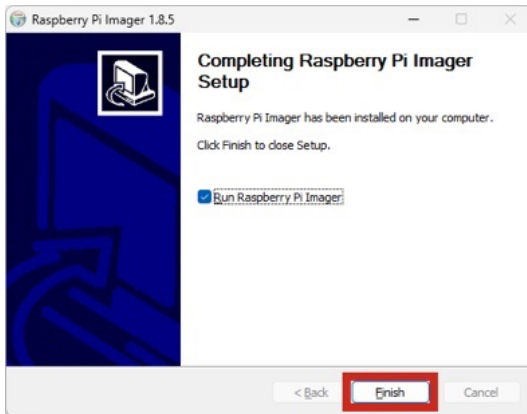 Raspberry Pi Imager 1.8.5
Completing Raspberry Pi Imager
Setup
Raspberry Pi Imager has been installed on your computer.
Click Finish to close Setup.
Run Raspberry Pi Imager
< Back
Finish
Cancel